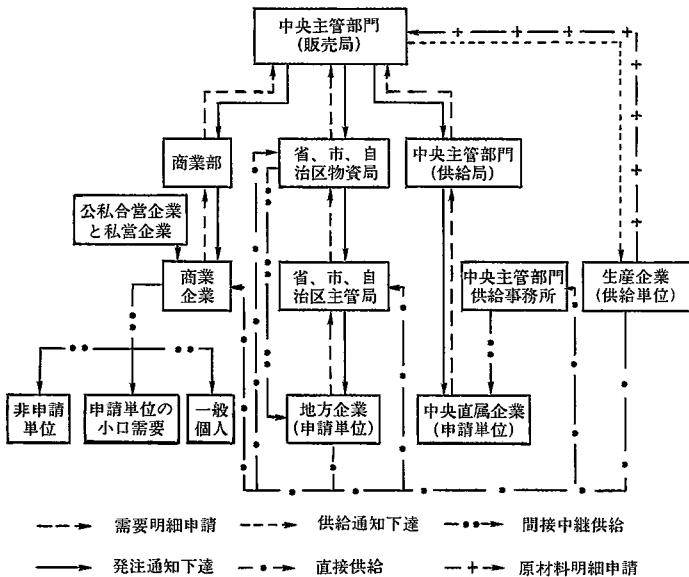 中央主管部門
(販売局)
商業部
省、市、自
治区物資局
中央主管部門
(供給局)
公私合営企業
と私営企業
商業
企業
省、市、自
治区主管局
中央主管部門
供給事務所
生産企業
(供給単位)
非申請
単位
申請単位の
小口需要
一般
個人
地方企業
(申請単位)
中央直属企業
(申請単位)
需要明細申請
供給通知下達
間接中継供給
発注通知下達
直接供給
原材料明細申請